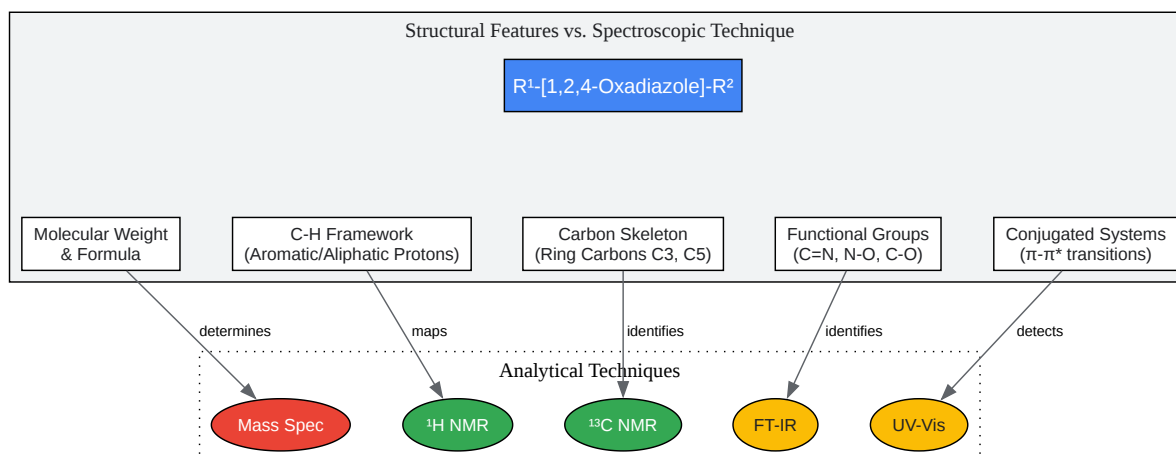 Structural Features vs. Spectroscopic Technique
R¹-[1,2,4-Oxadiazole]-R²
Molecular Weight
& Formula
C-H Framework
(Aromatic/Aliphatic Protons)
Carbon Skeleton
(Ring Carbons C3, C5)
Functional Groups
(C=N, N-O, C-O)
Conjugated Systems
(π-π* transitions)
determines
maps
identifies
identifies
detects
Analytical Techniques
Mass Spec
¹H NMR
¹³C NMR
FT-IR
UV-Vis